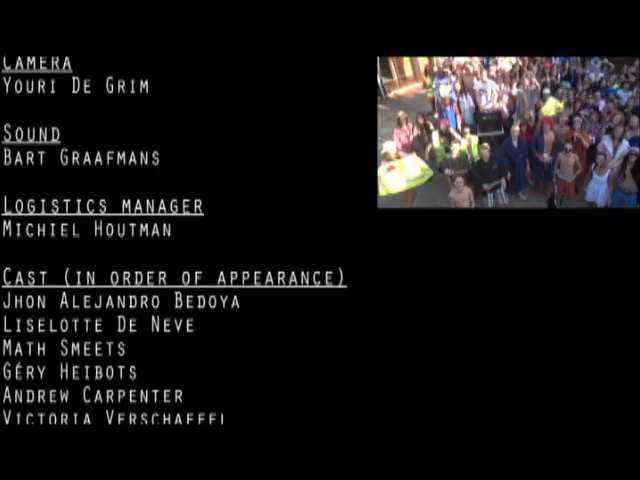 CAMERA
YOURI DE GRIM
SOUND
BART GRAAFMANS
LOGISTICS MANAGER
MICHIEL HOUTMAN
CAST (IN ORDER OF APPEARANCE)
JHON ALEJANDRO BEDOYA
LISELOTTE DE NEVE
MATH SMEETS
GÉRY HEIBOTS
ANDREW CARPENTER
VICTORIA VERSCHAFFEL